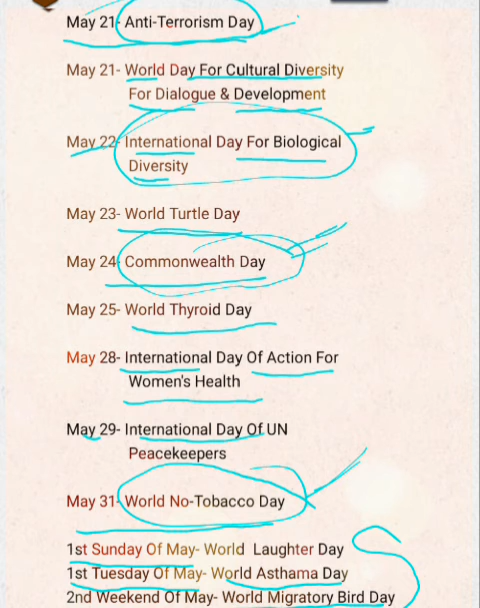 May 21- Anti-Terrorism Day
May 21- World Day For Cultural Diversity
For Dialogue & Development
May 22- International Day For Biological
Diversity
May 23- World Turtle Day
May 24- Commonwealth Day
May 25- World Thyroid Day
May 28- International Day Of Action For
Women's Health
May 29- International Day Of UN
Peacekeepers
May 31- World No-Tobacco Day
1st Sunday Of May- World Laughter Day
1st Tuesday Of May- World Asthama Day
2nd Weekend Of May- World Migratory Bird Day